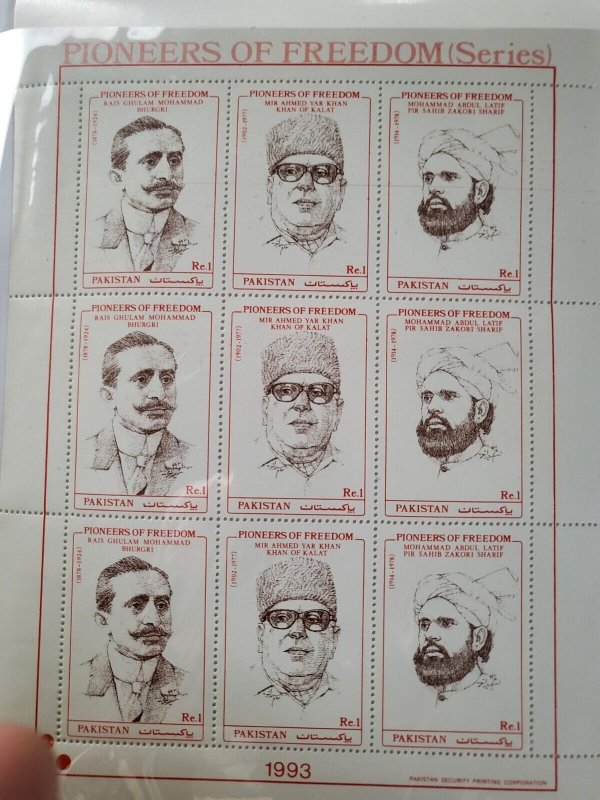 PIONEERS OF FREEDOM (Series)
PIONEERS OF FREEDOM
RAIS GHULAM MOHAMMAD
BHURGRI
(1878-1924)
Re.1
PAKISTAN پاکستان
PIONEERS OF FREEDOM
MIR AHMED YAR KHAN
KHAN OF KALAT
(1902-1977)
Re.1
PAKISTAN پاکستان
PIONEERS OF FREEDOM
MOHAMMAD ABDUL LATIF
PIR SAHIB ZAKORI SHARIF
(1914-1978)
Re.1
PAKISTAN پاکستان
PIONEERS OF FREEDOM
RAIS GHULAM MOHAMMAD
BHURGRI
(1878-1924)
Re.1
PAKISTAN پاکستان
PIONEERS OF FREEDOM
MIR AHMED YAR KHAN
KHAN OF KALAT
(1902-1977)
Re.1
PAKISTAN پاکستان
PIONEERS OF FREEDOM
MOHAMMAD ABDUL LATIF
PIR SAHIB ZAKORI SHARIF
(1914-1978)
Re.1
PAKISTAN پاکستان
PIONEERS OF FREEDOM
RAIS GHULAM MOHAMMAD
BHURGRI
(1878-1924)
Re.1
PAKISTAN پاکستان
PIONEERS OF FREEDOM
MIR AHMED YAR KHAN
KHAN OF KALAT
(1902-1977)
Re.1
PAKISTAN پاکستان
PIONEERS OF FREEDOM
MOHAMMAD ABDUL LATIF
PIR SAHIB ZAKORI SHARIF
(1914-1978)
Re.1
PAKISTAN پاکستان
1993
PAKISTAN SECURITY PRINTING CORPORATION